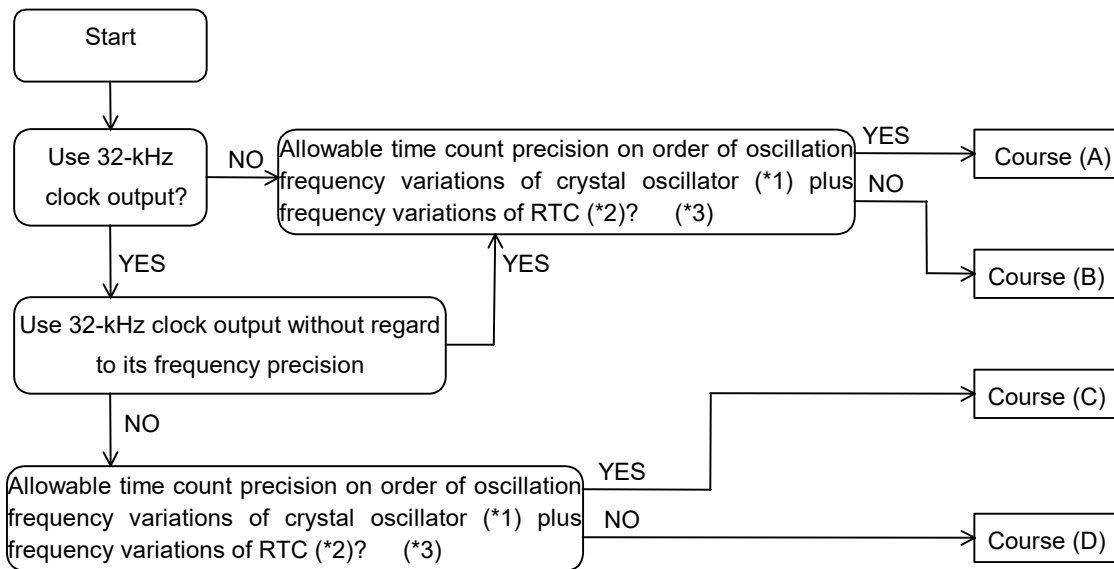 Start
Use 32-kHz
clock output?
NO
Allowable time count precision on order of oscillation
frequency variations of crystal oscillator (*1) plus
frequency variations of RTC (*2)? (*3)
YES
Course (A)
NO
Course (B)
YES
YES
Use 32-kHz clock output without regard
to its frequency precision
Course (C)
NO
Allowable time count precision on order of oscillation
frequency variations of crystal oscillator (*1) plus
frequency variations of RTC (*2)? (*3)
YES
NO
Course (D)